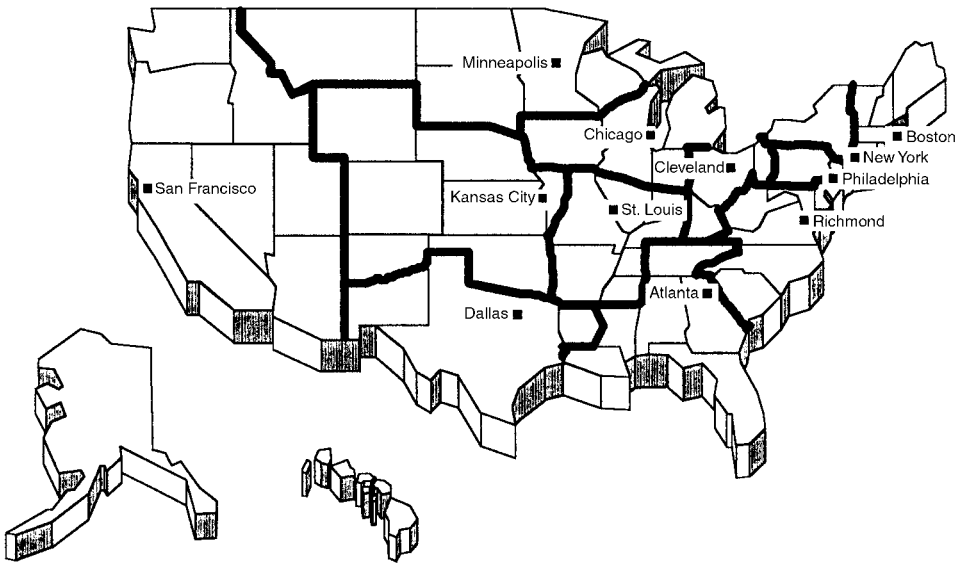 Minneapolis
Chicago
Boston
New York
Cleveland
Philadelphia
San Francisco
Kansas City
St. Louis
Richmond
Atlanta
Dallas